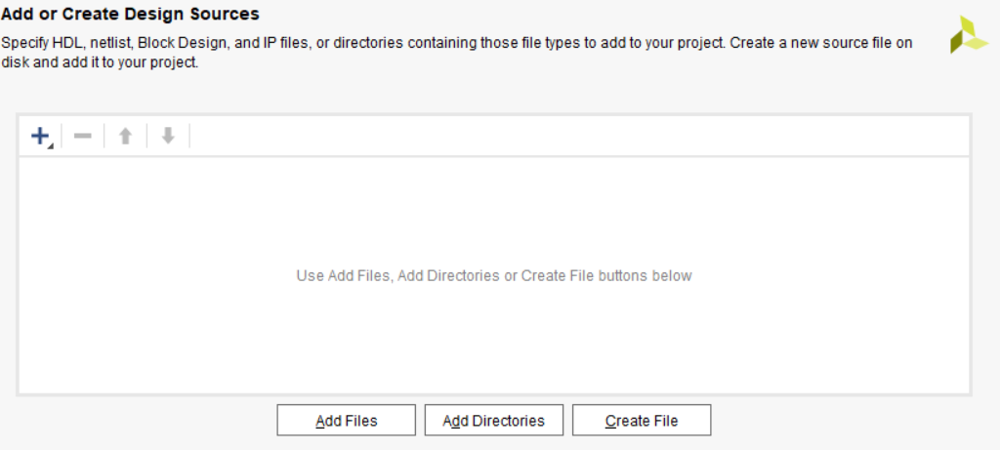 Add or Create Design Sources
Specify HDL, netlist, Block Design, and IP files, or directories containing those file types to add to your project. Create a new source file on
disk and add it to your project.
Use Add Files, Add Directories or Create File buttons below
Add Files
Add Directories
Create File